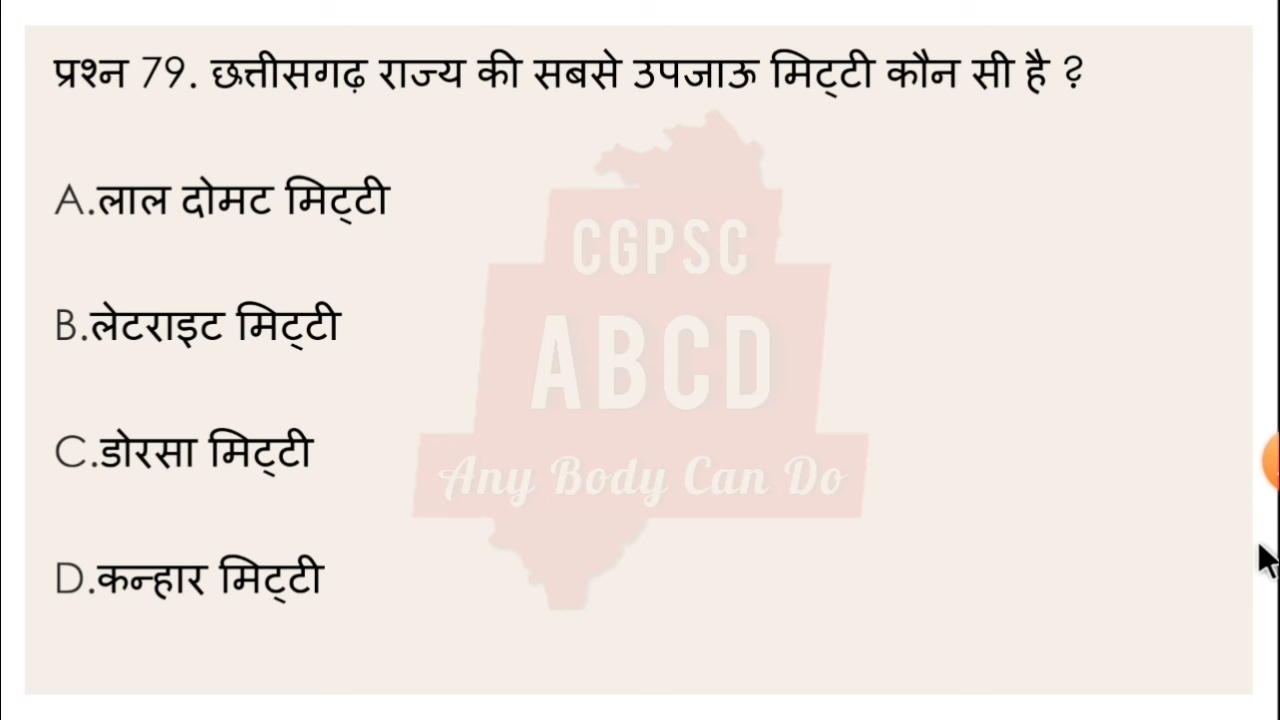 प्रश्न 79. छत्तीसगढ़ राज्य की सबसे उपजाऊ मिट्टी कौन सी है ?
A.लाल दोमट मिट्टी
CGPSC
B.लेटराइट मिट्टी
ABCD
C.डोरसा मिट्टी
Any Body Can Do
D.कन्हार मिट्टी